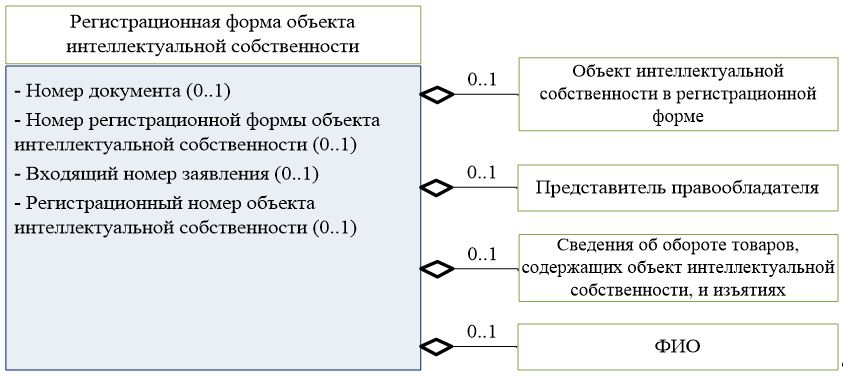 Регистрационная форма объекта
интеллектуальной собственности
- Номер документа (0..1)
- Номер регистрационной формы объекта
интеллектуальной собственности (0..1)
- Входящий номер заявления (0..1)
- Регистрационный номер объекта
интеллектуальной собственности (0..1)
0..1
Объект интеллектуальной
собственности в регистрационной
форме
0..1
Представитель правообладателя
0..1
Сведения об обороте товаров,
содержащих объект интеллектуальной
собственности, и изъятиях
0..1
ФИО